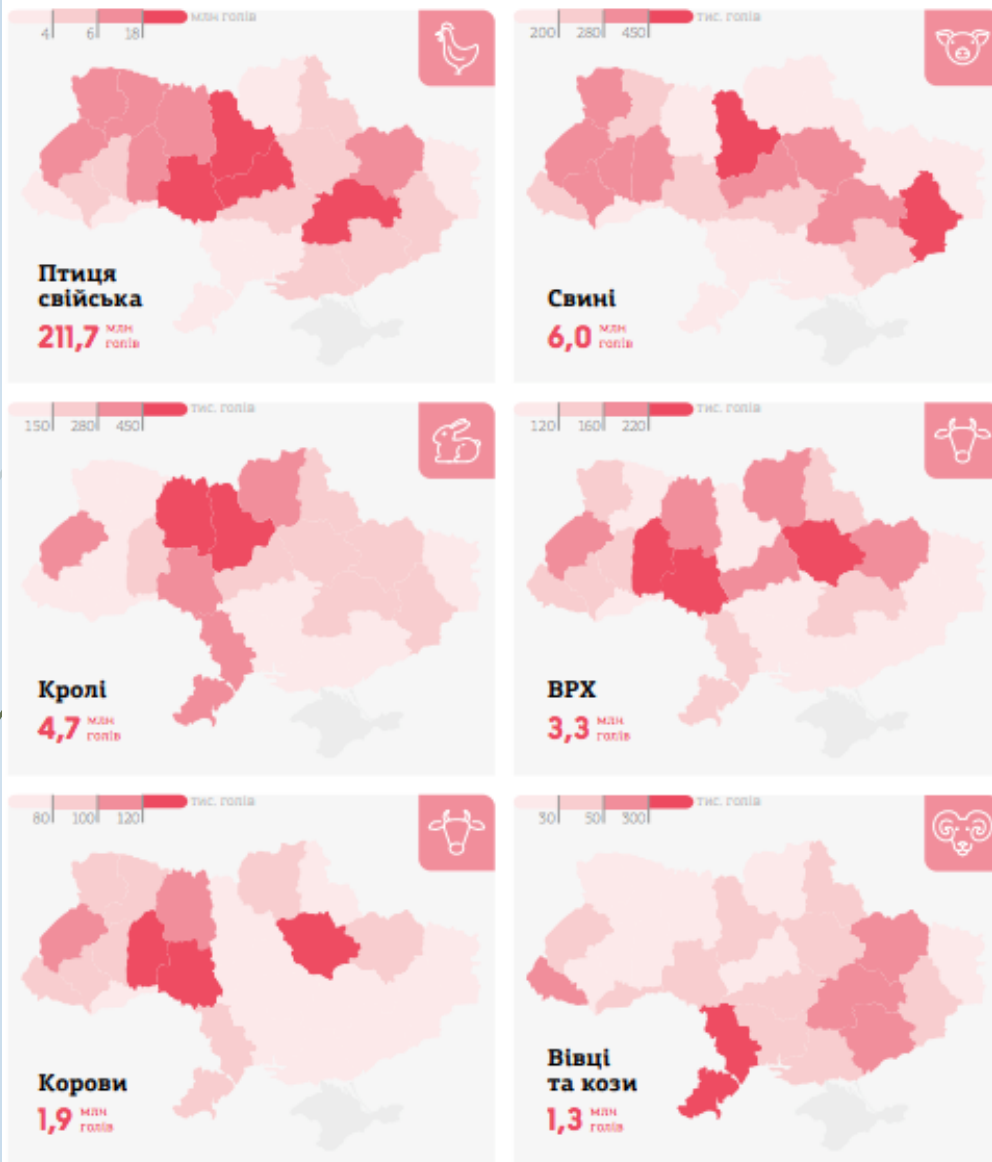 млн голів
4 6 18
Птиця
свійська
211,7 млн
голів
тис. голів
200 280 450
Свині
6,0 млн
голів
тис. голів
150 280 450
Кролі
4,7 млн
голів
тис. голів
120 160 220
ВРХ
3,3 млн
голів
тис. голів
80 100 120
Корови
1,9 млн
голів
тис. голів
30 50 300
Вівці
та кози
1,3 млн
голів